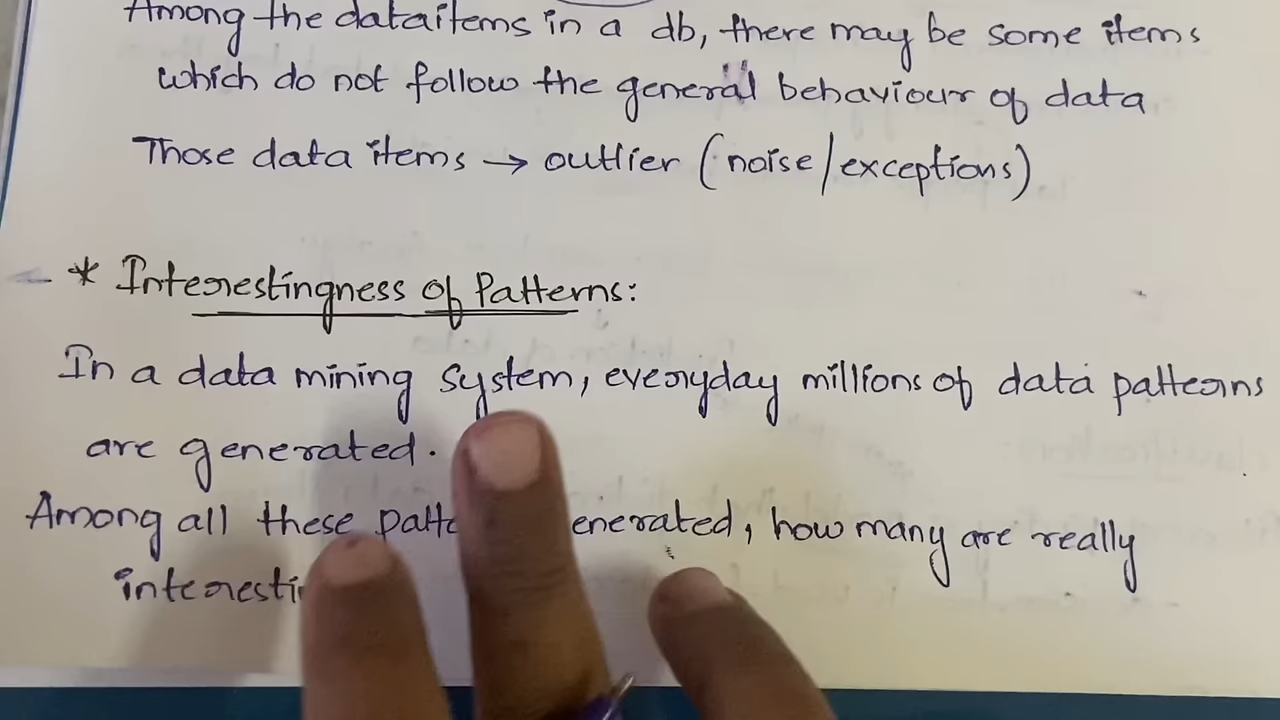 Among the dataitems in a db, there may be some items
which do not follow the general behaviour of data
Those data items → outlier (noise/exceptions)
* Interestingness of Patterns:
In a data mining system, everyday millions of data patterns
are generated.
Among all these enerated, how many are really